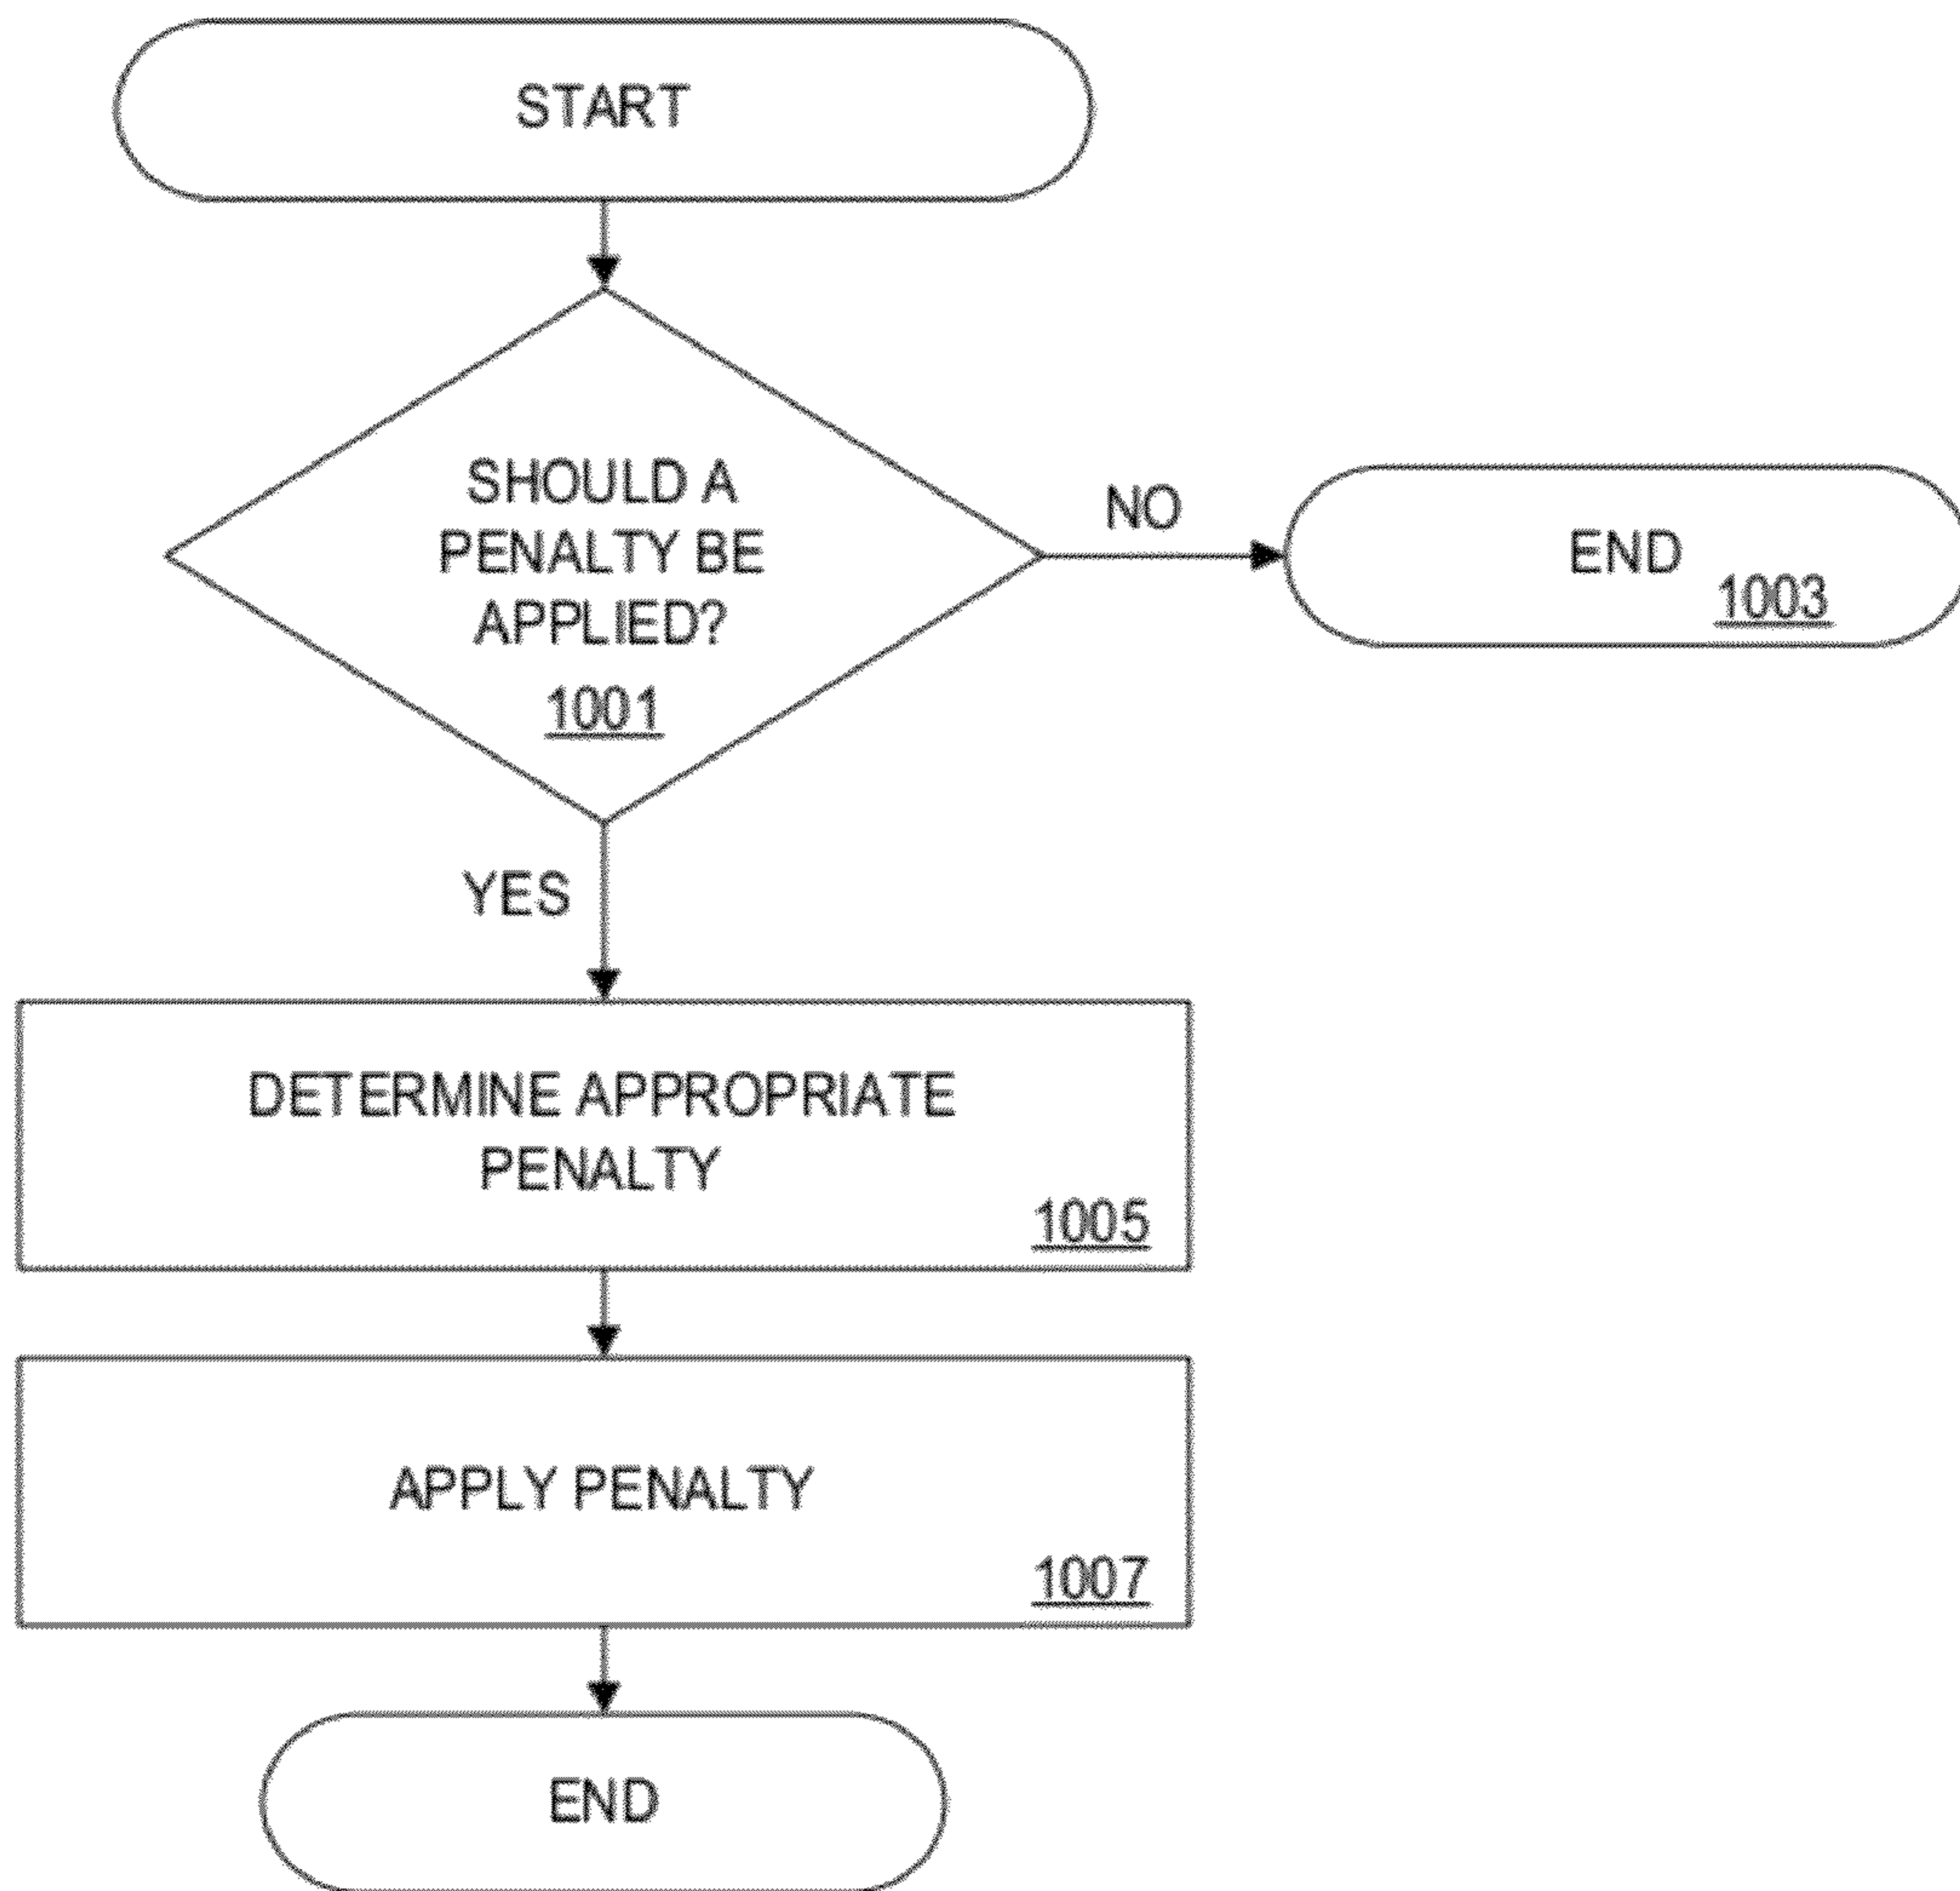 START
SHOULD A
PENALTY BE
APPLIED?
1001
NO
END
1003
YES
DETERMINE APPROPRIATE
PENALTY
1005
APPLY PENALTY
1007
END